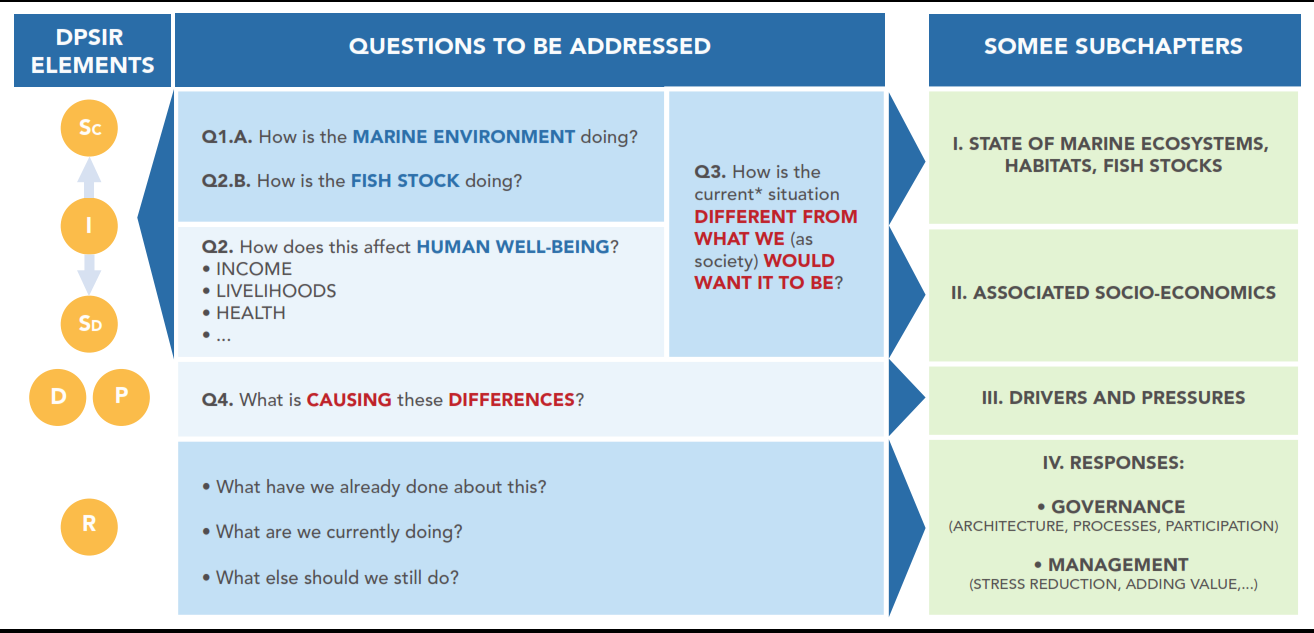 DPSIR
ELEMENTS
QUESTIONS TO BE ADDRESSED
SOMEE SUBCHAPTERS
SC
I
SD
D
P
R
Q1.A. How is the MARINE ENVIRONMENT doing?
Q2.B. How is the FISH STOCK doing?
Q2. How does this affect HUMAN WELL-BEING?
• INCOME
• LIVELIHOODS
• HEALTH
• ...
Q3. How is the
current* situation
DIFFERENT FROM
WHAT WE (as
society) WOULD
WANT IT TO BE?
Q4. What is CAUSING these DIFFERENCES?
• What have we already done about this?
• What are we currently doing?
• What else should we still do?
I. STATE OF MARINE ECOSYSTEMS,
HABITATS, FISH STOCKS
II. ASSOCIATED SOCIO-ECONOMICS
III. DRIVERS AND PRESSURES
IV. RESPONSES:
• GOVERNANCE
(ARCHITECTURE, PROCESSES, PARTICIPATION)
• MANAGEMENT
(STRESS REDUCTION, ADDING VALUE,...)